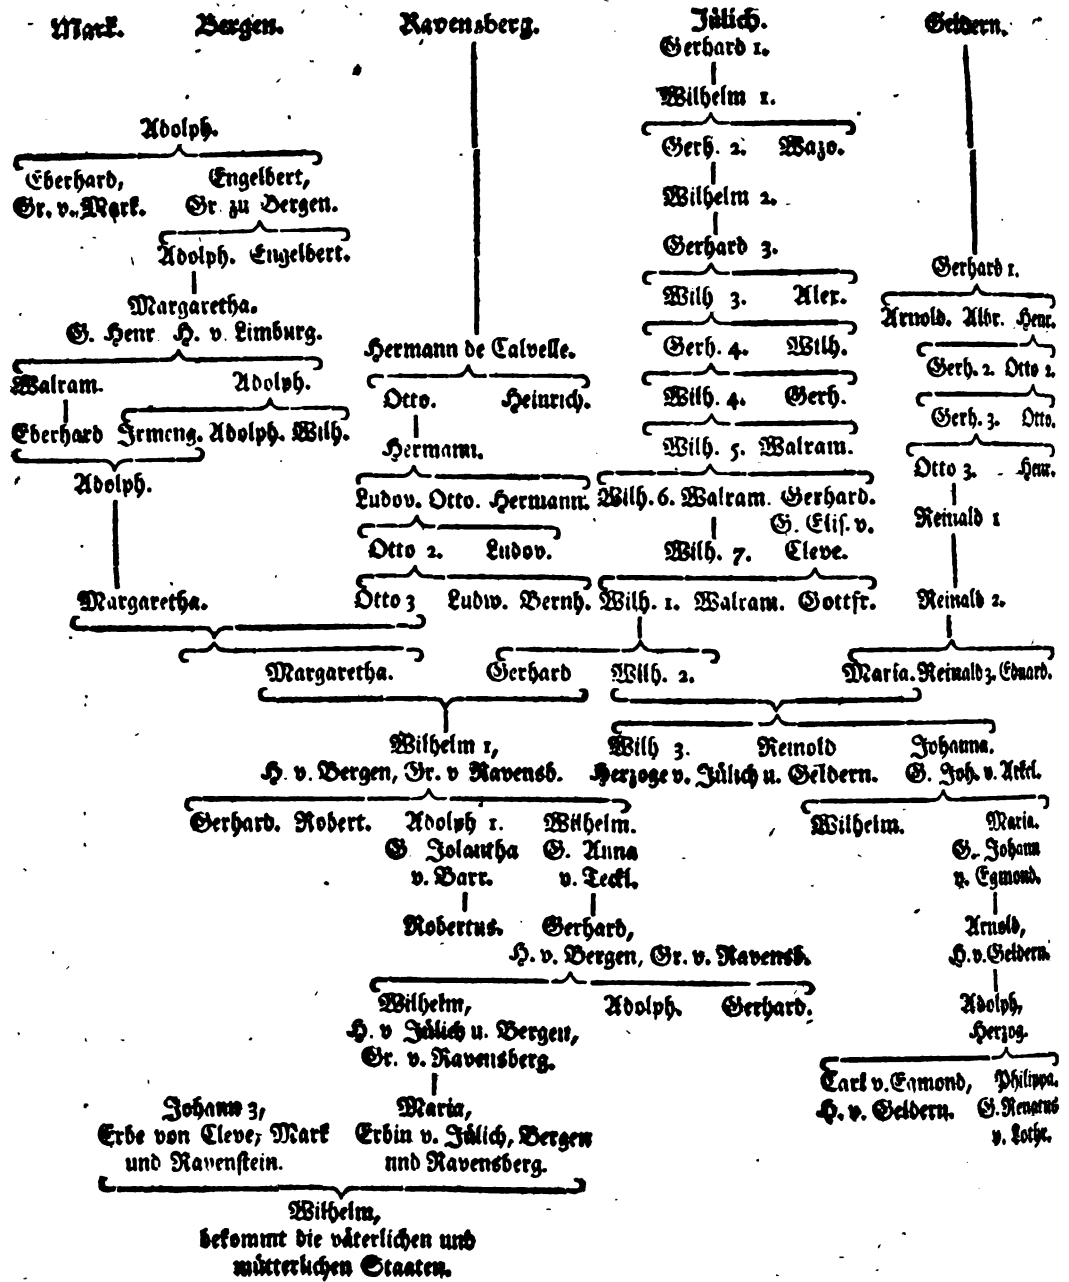 Mark. Bergen. Ravensberg. Jülich. Geldern.
Gerhard 1.
Wilhelm 1.
Adolph.
Gerh. 2. Wazo.
Eberhard, Engelbert,
Gr. v. Mark. Gr. zu Bergen.
Wilhelm 2.
Adolph. Engelbert.
Gerhard 3.
Gerhard 1.
Margaretha.
Wilh 3. Alex.
G. Henr H. v. Limburg.
Arnold. Albr. Henr.
Hermann de Calvelle.
Gerh. 4. Wilh.
Gerh. 2. Otto 2.
Walram. Adolph.
Otto. Heinrich.
Wilh. 4. Gerh.
Gerh. 3. Otto.
Eberhard Irmeng. Adolph. Wilh.
Hermann.
Wilh. 5. Walram.
Otto 3. Henr.
Adolph.
Ludov. Otto. Hermann.
Wilh. 6. Walram. Gerhard.
G. Elis. v.
Reinald 1
Otto 2. Ludov.
Wilh. 7. Cleve.
Margaretha.
Otto 3 Ludw. Bernh.
Wilh. 1. Walram. Gottfr.
Reinald 2.
Margaretha. Gerhard Wilh. 2.
Maria. Reinald 3. Eduard.
Wilhelm 1,
H. v. Bergen, Gr. v Ravensb.
Wilh 3. Reinold Johanna.
Herzoge v. Jülich u. Geldern. G. Joh. v. Arkel.
Gerhard. Robert. Adolph 1. Wilhelm.
G Jolantha G. Anna
v. Barr. v. Teckl.
Wilhelm. Maria.
G. Johann
v. Egmond.
Robertus. Gerhard,
H. v. Bergen, Gr. v. Ravensb.
Arnold,
H. v. Geldern.
Wilhelm, Adolph. Gerhard.
H. v Jülich u. Bergen,
Gr. v. Ravensberg.
Adolph,
Herzog.
Carl v. Egmond, Philippa.
H. v. Geldern. G. Renatus
v. Lothr.
Johann 3, Maria,
Erbe von Cleve, Mark Erbin v. Jülich, Bergen
und Ravenstein. nnd Ravensberg.
Wilhelm,
bekommt die väterlichen und
mütterlichen Staaten.